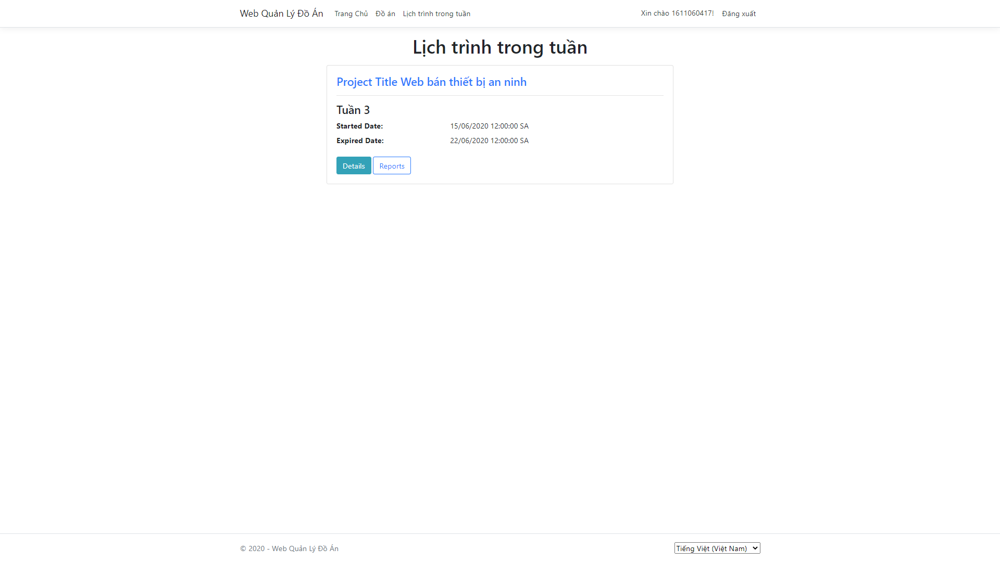 Web Quản Lý Đồ Án Trang Chủ Đồ án Lịch trình trong tuần Xin chào 1611060417! Đăng xuất
Lịch trình trong tuần
Project Title Web bán thiết bị an ninh
Tuần 3
Started Date: 15/06/2020 12:00:00 SA
Expired Date: 22/06/2020 12:00:00 SA
Details Reports
© 2020 - Web Quản Lý Đồ Án Tiếng Việt (Việt Nam)